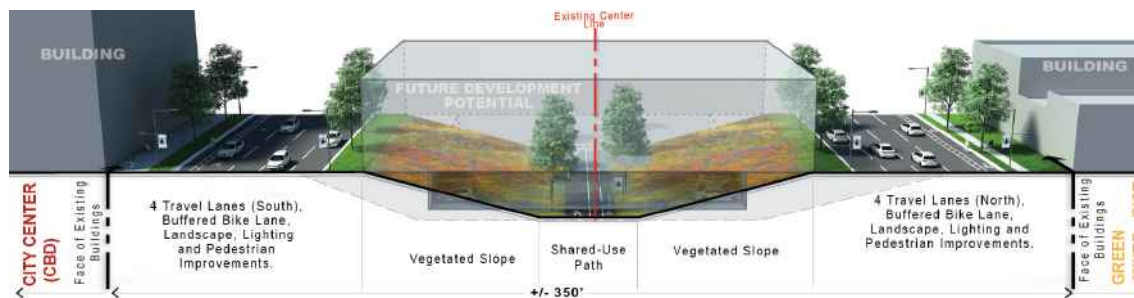 Existing Center
Line
BUILDING
BUILDING
FUTURE DEVELOPMENT
POTENTIAL
CITY CENTER
(CBD)
Face of Existing
Buildings
4 Travel Lanes (South),
Buffered Bike Lane,
Landscape, Lighting
and Pedestrian
Improvements.
Vegetated Slope
Shared-Use
Path
Vegetated Slope
4 Travel Lanes (North),
Buffered Bike Lane,
Landscape, Lighting and
Pedestrian Improvements.
Face of Existing
Buildings
GREEN
+/- 350'